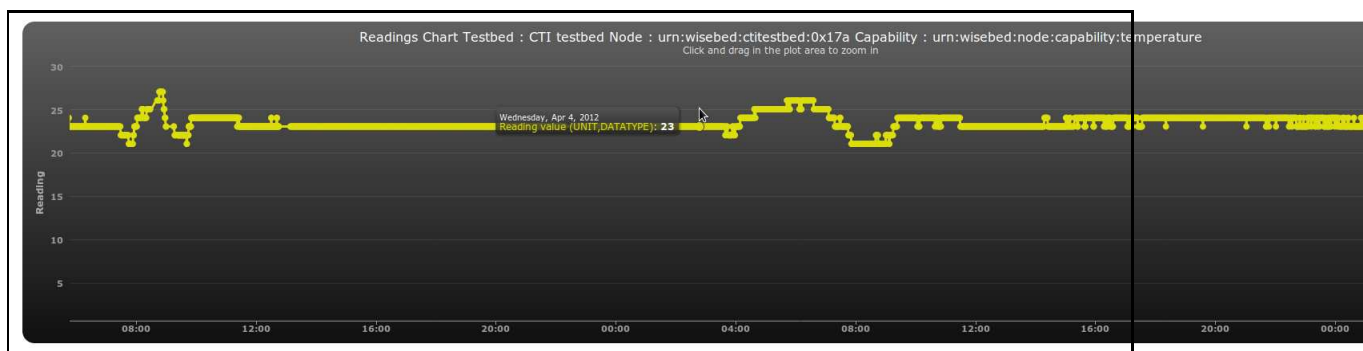 Readings Chart Testbed : CTI testbed Node : urn:wisebed:ctitestbed:0x17a Capability : urn:wisebed:node:capability:temperature
Click and drag in the plot area to zoom in
30
25
20
15
10
5
Reading
Wednesday, Apr 4, 2012
Reading value (UNIT,DATATYPE): 23
08:00 12:00 16:00 20:00 00:00 04:00 08:00 12:00 16:00 20:00 00:00